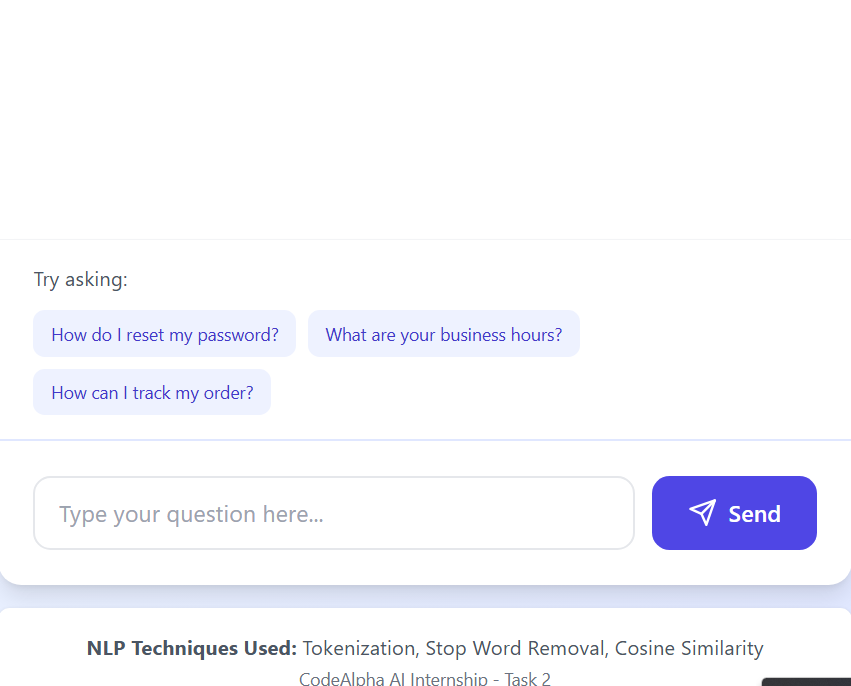 Try asking:
How do I reset my password?
What are your business hours?
How can I track my order?
Type your question here...
Send
NLP Techniques Used: Tokenization, Stop Word Removal, Cosine Similarity
CodeAlpha AI Internship - Task 2